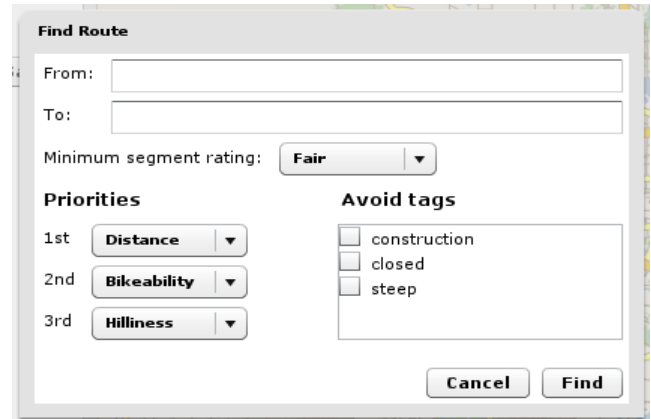 Find Route
From:
To:
Minimum segment rating: Fair
Priorities
Avoid tags
1st Distance
construction
2nd Bikeability
closed
3rd Hilliness
steep
Cancel Find